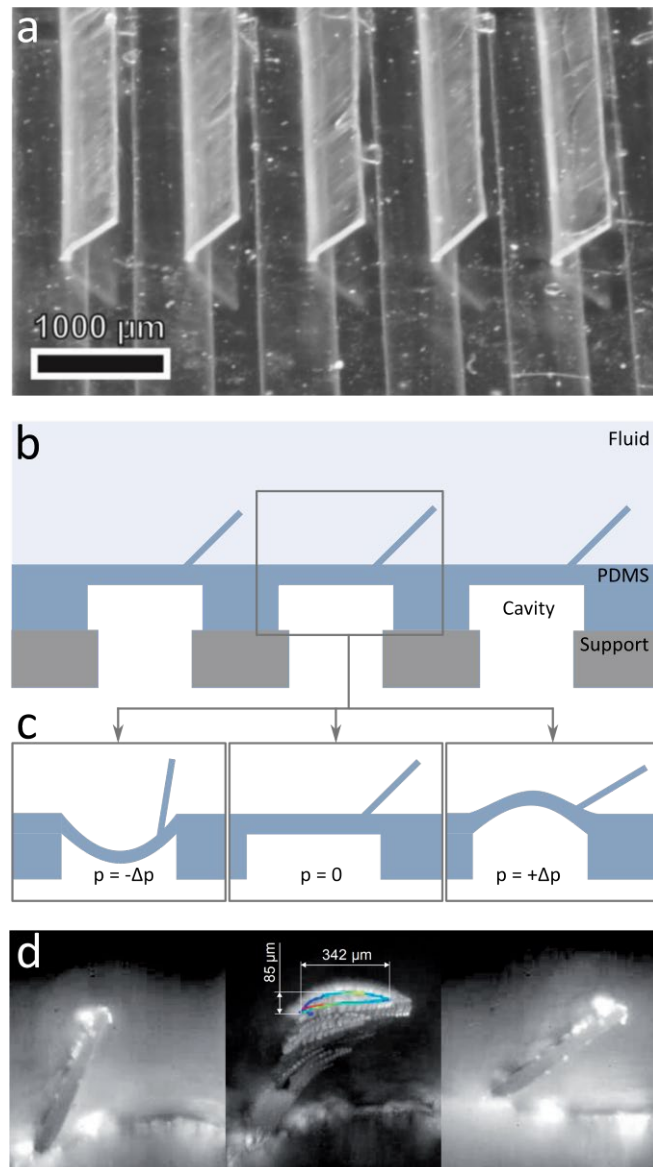 a
1000 µm
b
Fluid
PDMS
Cavity
Support
c
p = -Δp
p = 0
p = +Δp
d
85 µm
342 µm